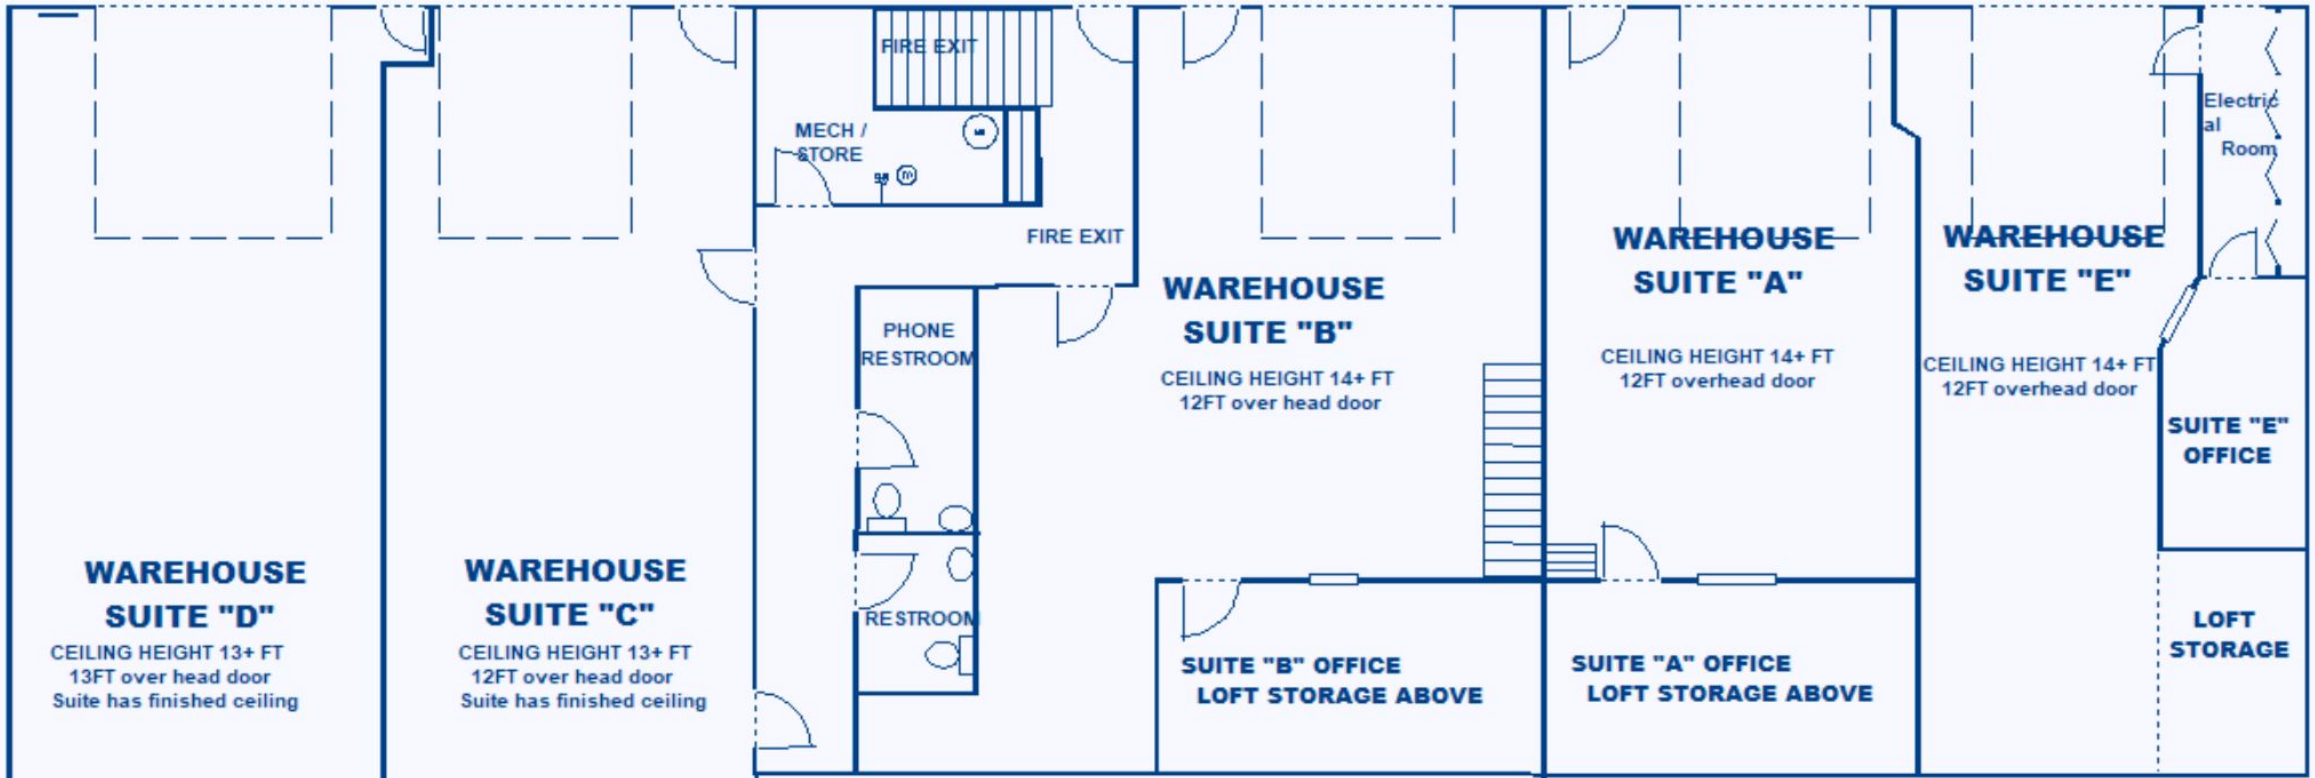 FIRE EXIT
MECH /
STORE
FIRE EXIT
PHONE
RESTROOM
RESTROOM
WAREHOUSE
SUITE "D"
CEILING HEIGHT 13+ FT
13FT over head door
Suite has finished ceiling
WAREHOUSE
SUITE "C"
CEILING HEIGHT 13+ FT
12FT over head door
Suite has finished ceiling
WAREHOUSE
SUITE "B"
CEILING HEIGHT 14+ FT
12FT over head door
SUITE "B" OFFICE
LOFT STORAGE ABOVE
WAREHOUSE
SUITE "A"
CEILING HEIGHT 14+ FT
12FT overhead door
SUITE "A" OFFICE
LOFT STORAGE ABOVE
WAREHOUSE
SUITE "E"
CEILING HEIGHT 14+ FT
12FT overhead door
Electric
al
Room
SUITE "E"
OFFICE
LOFT
STORAGE